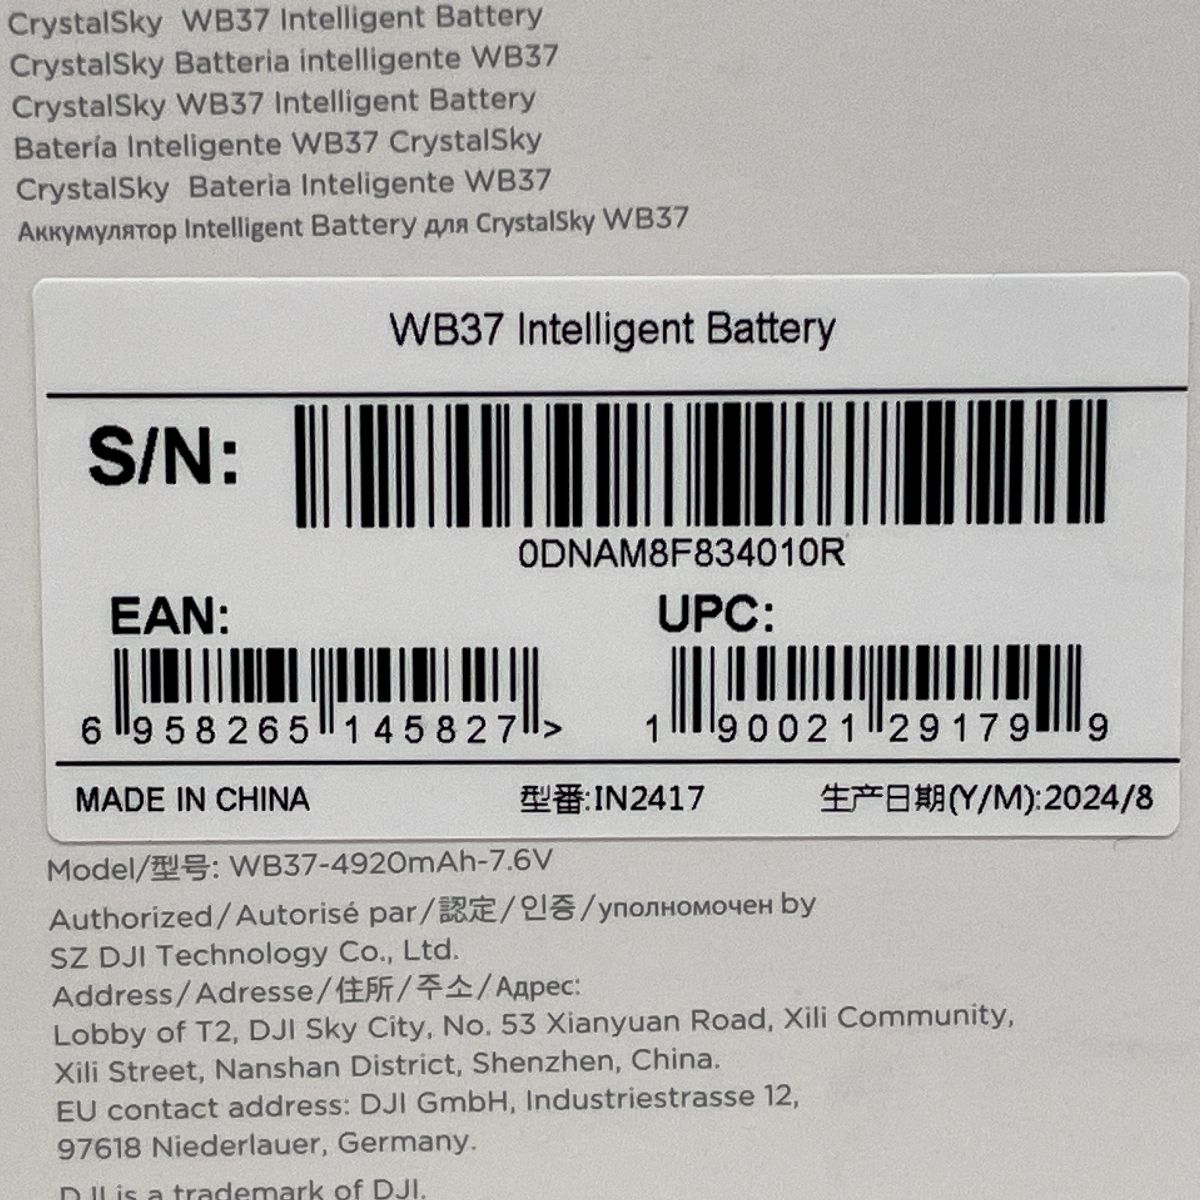 CrystalSky WB37 Intelligent Battery
CrystalSky Batteria intelligente WB37
CrystalSky WB37 Intelligent Battery
Batería Inteligente WB37 CrystalSky
CrystalSky Bateria Inteligente WB37
Аккумулятор Intelligent Battery для CrystalSky WB37
WB37 Intelligent Battery
S/N:
0DNAM8F834010R
EAN: UPC:
6 958265 145827 > 1 90021 29179 9
MADE IN CHINA 型番:IN2417 生产日期(Y/M):2024/8
Model/型号: WB37-4920mAh-7.6V
Authorized/Autorisé par/認定/인증/уполномочен by
SZ DJI Technology Co., Ltd.
Address/Adresse/住所/주소/Адрес:
Lobby of T2, DJI Sky City, No. 53 Xianyuan Road, Xili Community,
Xili Street, Nanshan District, Shenzhen, China.
EU contact address: DJI GmbH, Industriestrasse 12,
97618 Niederlauer, Germany.
DJI is a trademark of DJI.